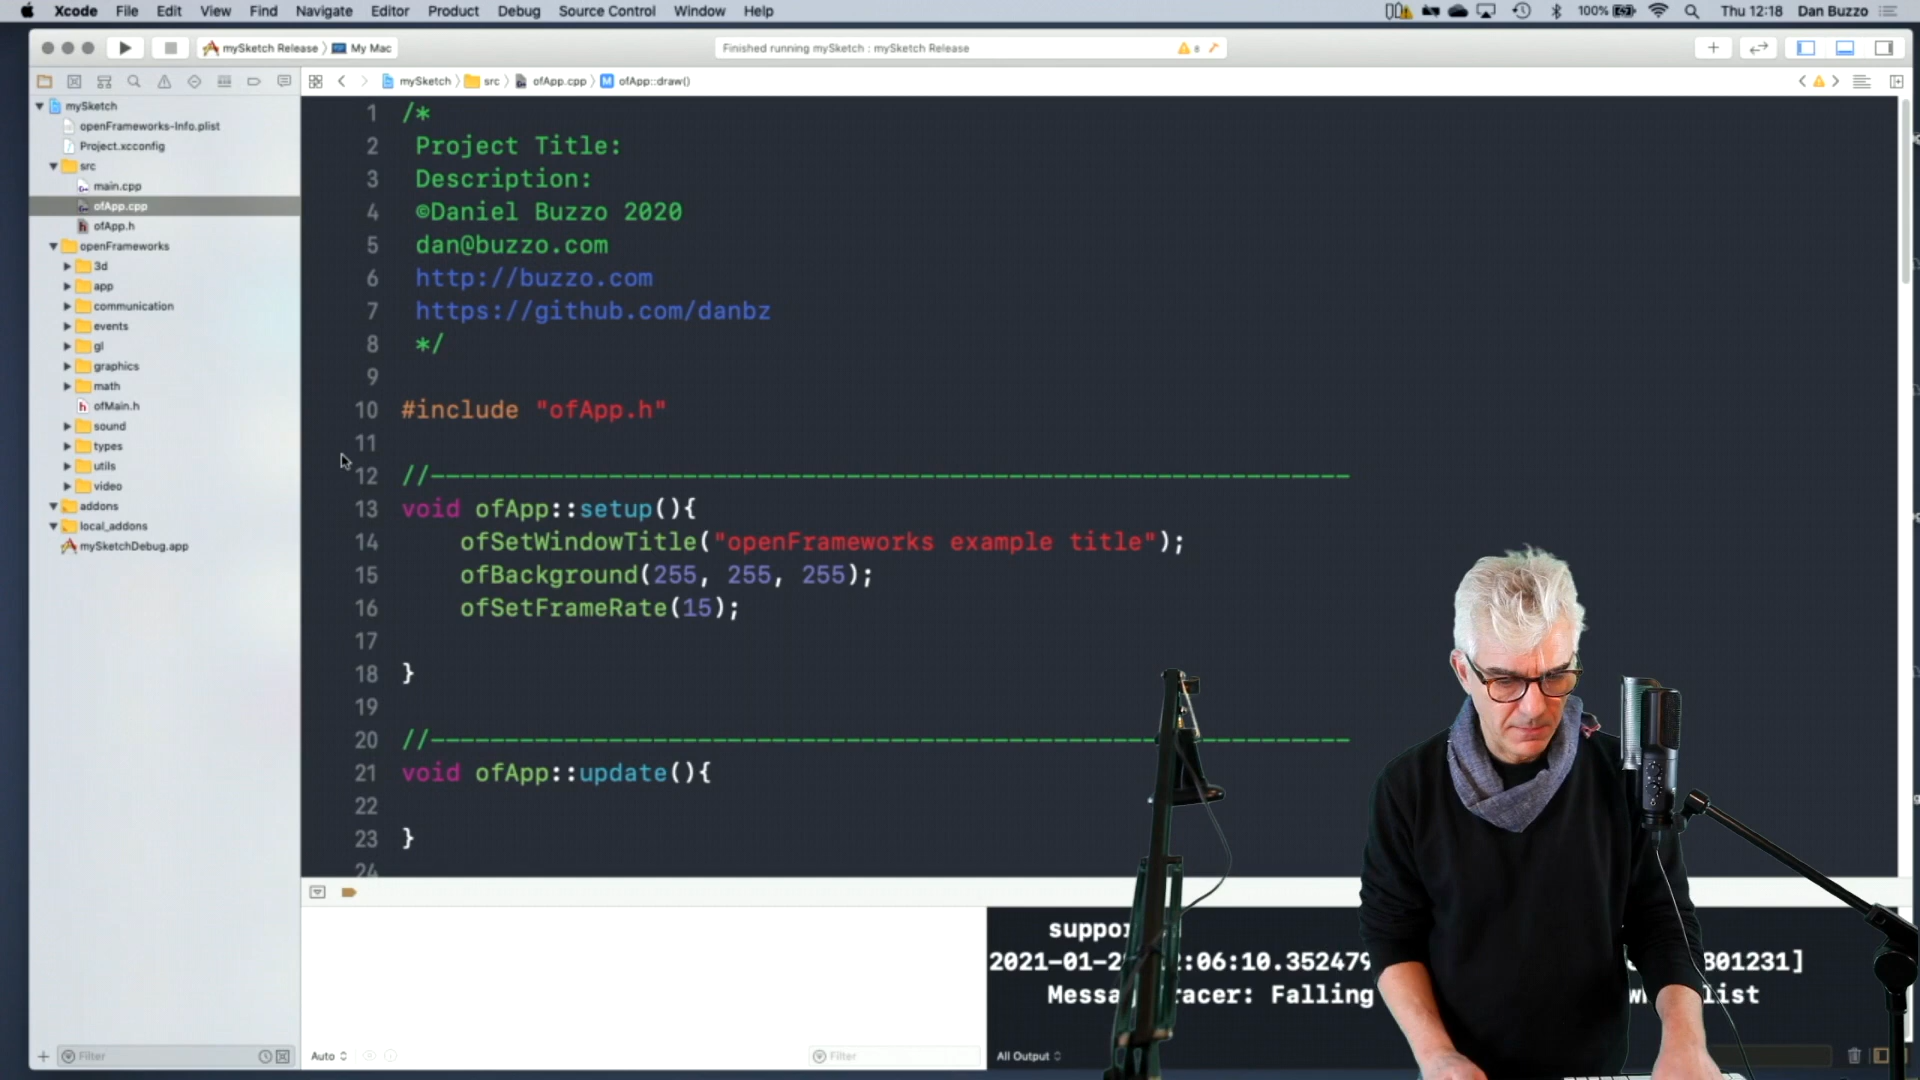 Xcode File Edit View Find Navigate Editor Product Debug Source Control Window Help 100% Thu 12:18 Dan Buzzo
mySketch Release 〉 My Mac
Finished running mySketch : mySketch Release 8
mySketch 〉 src 〉 ofApp.cpp 〉 M ofApp::draw()
mySketch
openFrameworks-Info.plist
Project.xcconfig
src
main.cpp
ofApp.cpp
h ofApp.h
openFrameworks
3d
app
communication
events
gl
graphics
math
h ofMain.h
sound
types
utils
video
addons
local_addons
mySketchDebug.app
Filter
1 /*
2 Project Title:
3 Description:
4 ©Daniel Buzzo 2020
5 dan@buzzo.com
6 http://buzzo.com
7 https://github.com/danbz
8 */
9
10 #include "ofApp.h"
11
12 //--------------------------------------------------------------
13 void ofApp::setup(){
14 ofSetWindowTitle("openFrameworks example title");
15 ofBackground(255, 255, 255);
16 ofSetFrameRate(15);
17
18 }
19
20 //--------------------------------------------------------------
21 void ofApp::update(){
22
23 }
24
Auto
Filter
2:06:10.352479 801231]
Falling list
All Output